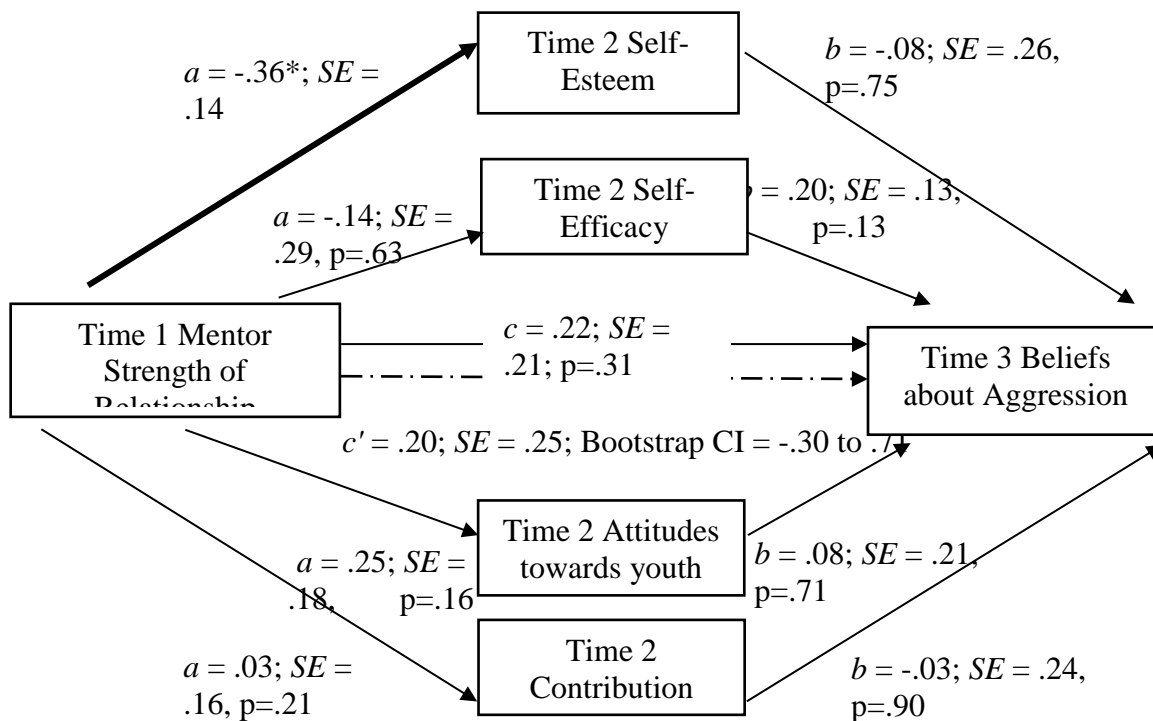 Time 2 Self-
Esteem
a = -.36*; SE =
.14
b = -.08; SE = .26,
p=.75
Time 2 Self-
Efficacy
a = -.14; SE =
.29, p=.63
= .20; SE = .13,
p=.13
Time 1 Mentor
Strength of
Relationship
c = .22; SE =
.21; p=.31
Time 3 Beliefs
about Aggression
c' = .20; SE = .25; Bootstrap CI = -.30 to
Time 2 Attitudes
towards youth
a = .25; SE =
.18, p=.16
b = .08; SE = .21,
p=.71
Time 2
Contribution
a = .03; SE =
.16, p=.21
b = -.03; SE = .24,
p=.90